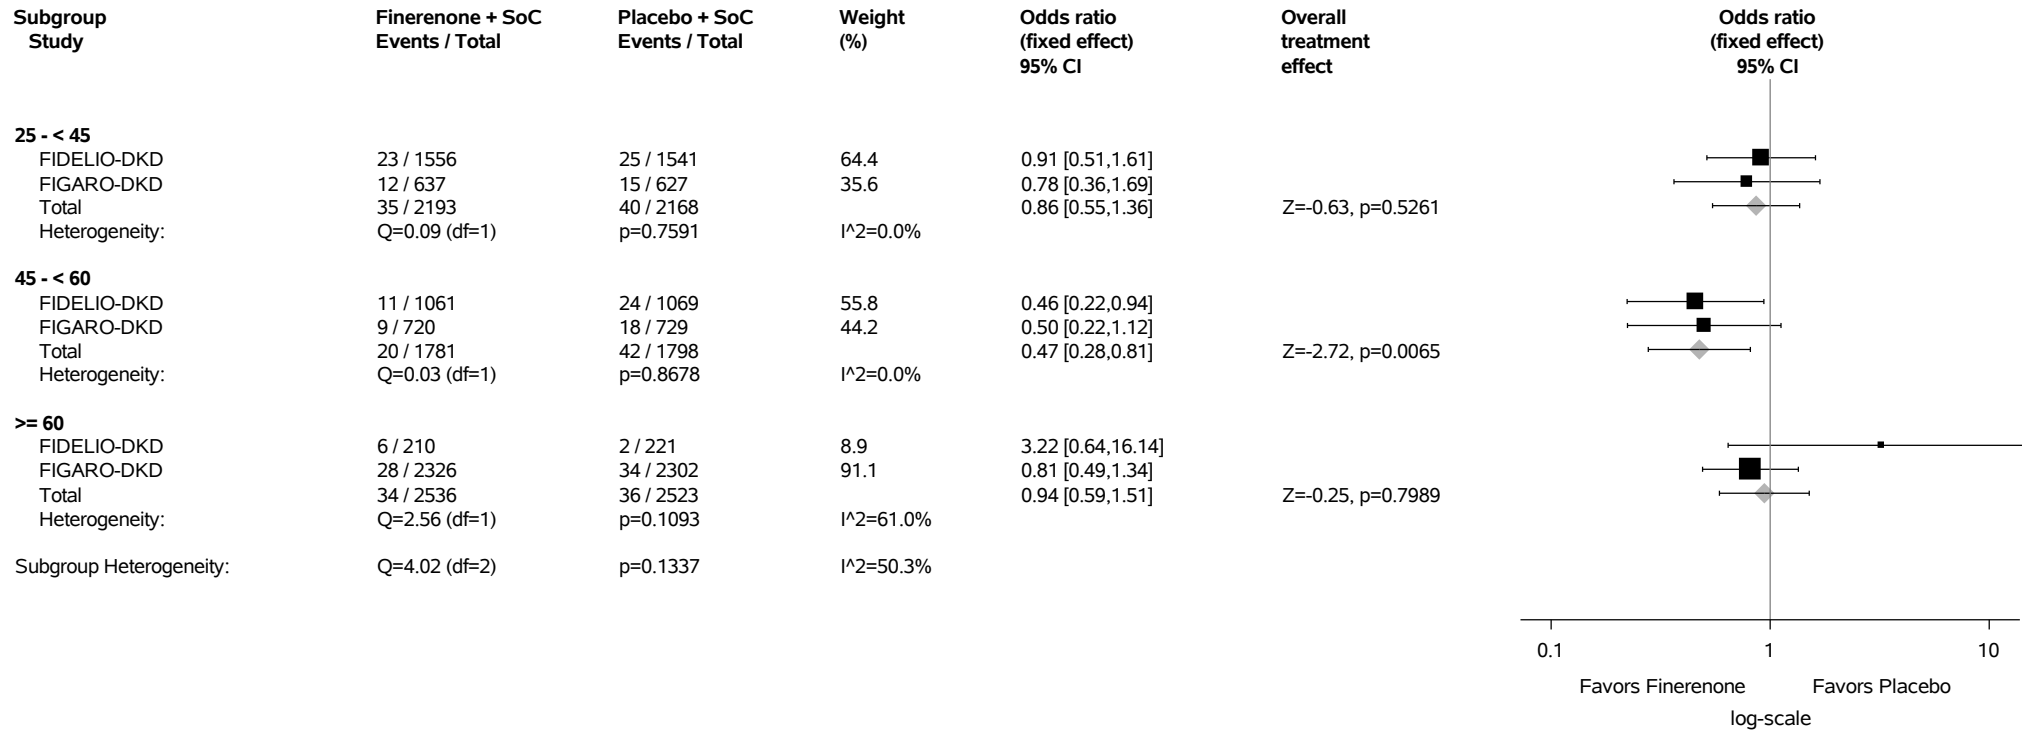 Subgroup Finerenone + SoC Placebo + SoC Weight Odds ratio Overall Odds ratio
Study Events / Total Events / Total (%) (fixed effect) treatment (fixed effect)
95% CI effect 95% CI
25 - < 45
FIDELIO-DKD 23 / 1556 25 / 1541 64.4 0.91 [0.51,1.61]
FIGARO-DKD 12 / 637 15 / 627 35.6 0.78 [0.36,1.69]
Total 35 / 2193 40 / 2168 0.86 [0.55,1.36] Z=-0.63, p=0.5261
Heterogeneity: Q=0.09 (df=1) p=0.7591 I^2=0.0%
45 - < 60
FIDELIO-DKD 11 / 1061 24 / 1069 55.8 0.46 [0.22,0.94]
FIGARO-DKD 9 / 720 18 / 729 44.2 0.50 [0.22,1.12]
Total 20 / 1781 42 / 1798 0.47 [0.28,0.81] Z=-2.72, p=0.0065
Heterogeneity: Q=0.03 (df=1) p=0.8678 I^2=0.0%
>= 60
FIDELIO-DKD 6 / 210 2 / 221 8.9 3.22 [0.64,16.14]
FIGARO-DKD 28 / 2326 34 / 2302 91.1 0.81 [0.49,1.34]
Total 34 / 2536 36 / 2523 0.94 [0.59,1.51] Z=-0.25, p=0.7989
Heterogeneity: Q=2.56 (df=1) p=0.1093 I^2=61.0%
Subgroup Heterogeneity: Q=4.02 (df=2) p=0.1337 I^2=50.3%
0.1 1 10
Favors Finerenone Favors Placebo
log-scale